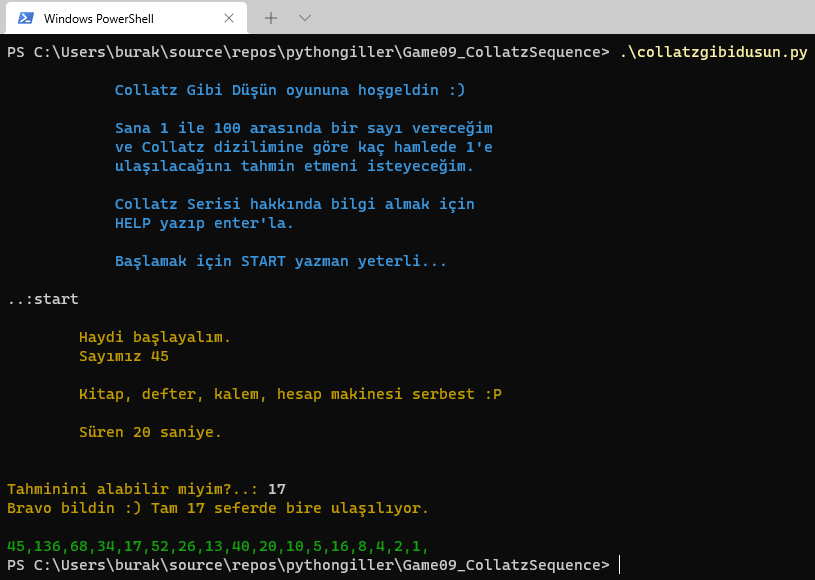 Windows PowerShell
PS C:\Users\burak\source\repos\pythongiller\Game09_CollatzSequence> .\collatzgibidusun.py
Collatz Gibi Düşün oyununa hoşgeldin :)
Sana 1 ile 100 arasında bir sayı vereceğim
ve Collatz dizilimine göre kaç hamlede 1'e
ulaşılacağını tahmin etmeni isteyeceğim.
Collatz Serisi hakkında bilgi almak için
HELP yazıp enter'la.
Başlamak için START yazman yeterli...
..:start
Haydi başlayalım.
Sayımız 45
Kitap, defter, kalem, hesap makinesi serbest :P
Süren 20 saniye.
Tahminini alabilir miyim?..: 17
Bravo bildin :) Tam 17 seferde bire ulaşılıyor.
45,136,68,34,17,52,26,13,40,20,10,5,16,8,4,2,1,
PS C:\Users\burak\source\repos\pythongiller\Game09_CollatzSequence>